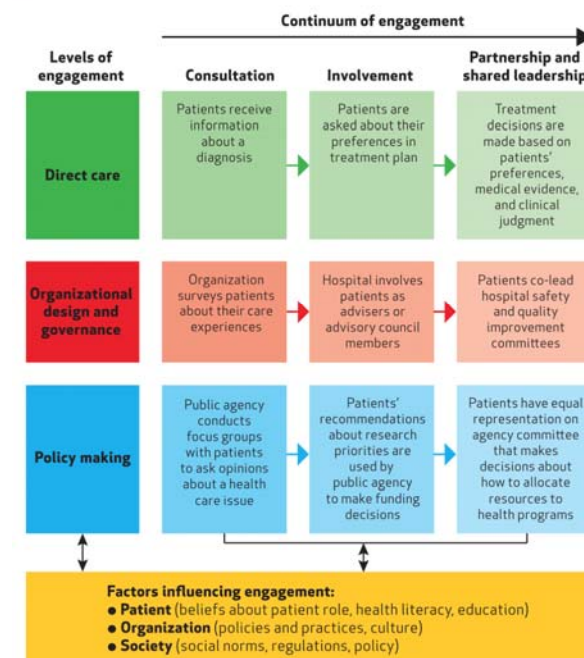 Continuum of engagement
Levels of
engagement
Consultation
Involvement
Partnership and
shared leadership
Direct care
Patients receive
information
about a
diagnosis
Patients are
asked about their
preferences in
treatment plan
Treatment
decisions are
made based on
patients'
preferences,
medical evidence,
and clinical
judgment
Organizational
design and
governance
Organization
surveys patients
about their care
experiences
Hospital involves
patients as
advisers or
advisory council
members
Patients co-lead
hospital safety
and quality
improvement
committees
Policy making
Public agency
conducts
focus groups
with patients
to ask opinions
about a health
care issue
Patients'
recommendations
about research
priorities are
used by
public agency
to make funding
decisions
Patients have equal
representation on
agency committee
that makes
decisions about
how to allocate
resources to
health programs
Factors influencing engagement:
● Patient (beliefs about patient role, health literacy, education)
● Organization (policies and practices, culture)
● Society (social norms, regulations, policy)